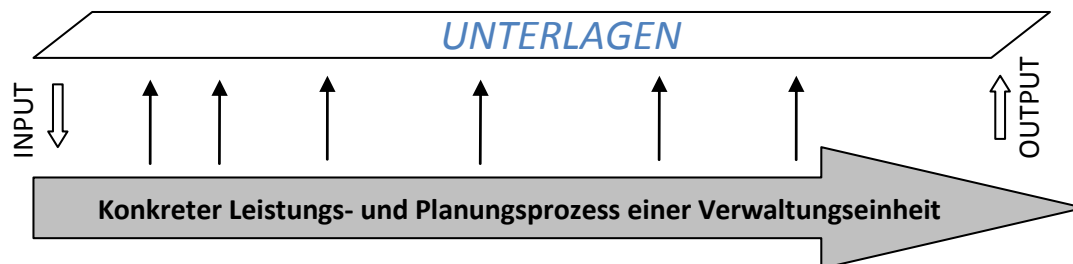 UNTERLAGEN
INPUT
OUTPUT
Konkreter Leistungs- und Planungsprozess einer Verwaltungseinheit